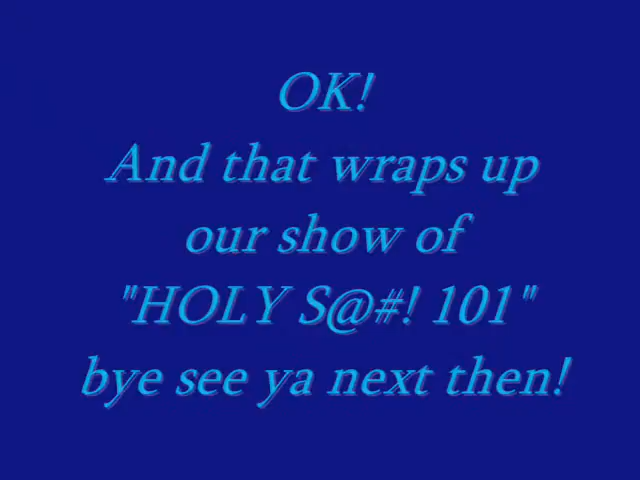 OK!
And that wraps up
our show of
"HOLY S@#! 101"
bye see ya next then!